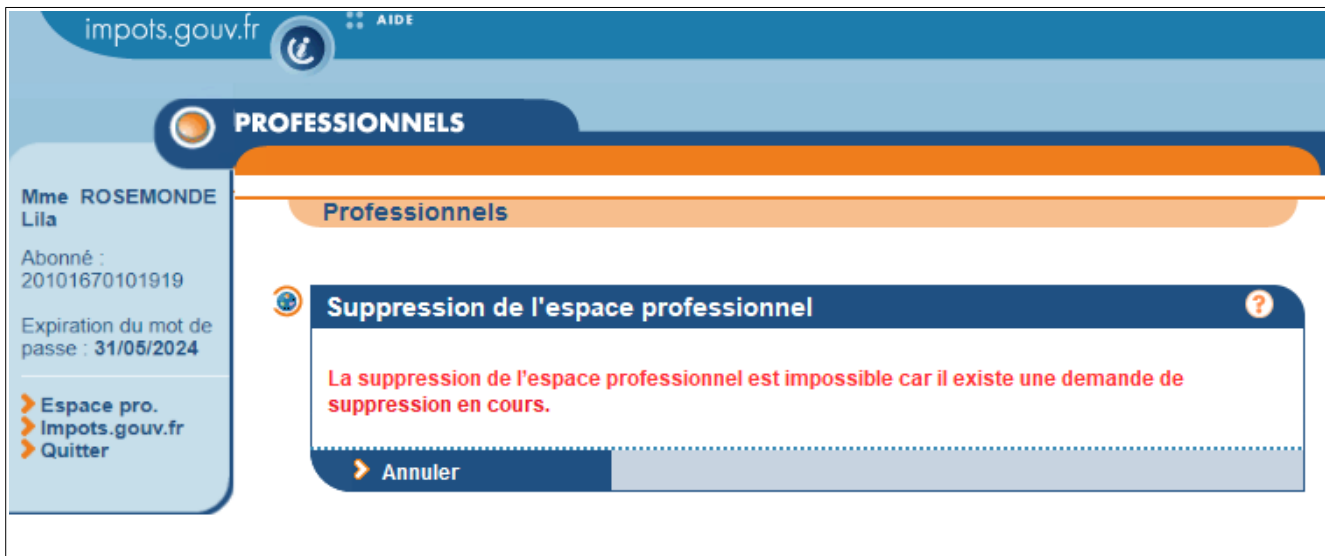 impots.gouv.fr
AIDE
PROFESSIONNELS
Mme ROSEMONDE
Lila
Abonné :
20101670101919
Expiration du mot de
passe : 31/05/2024
Espace pro.
Impots.gouv.fr
Quitter
Professionnels
Suppression de l'espace professionnel
?
La suppression de l'espace professionnel est impossible car il existe une demande de
suppression en cours.
Annuler